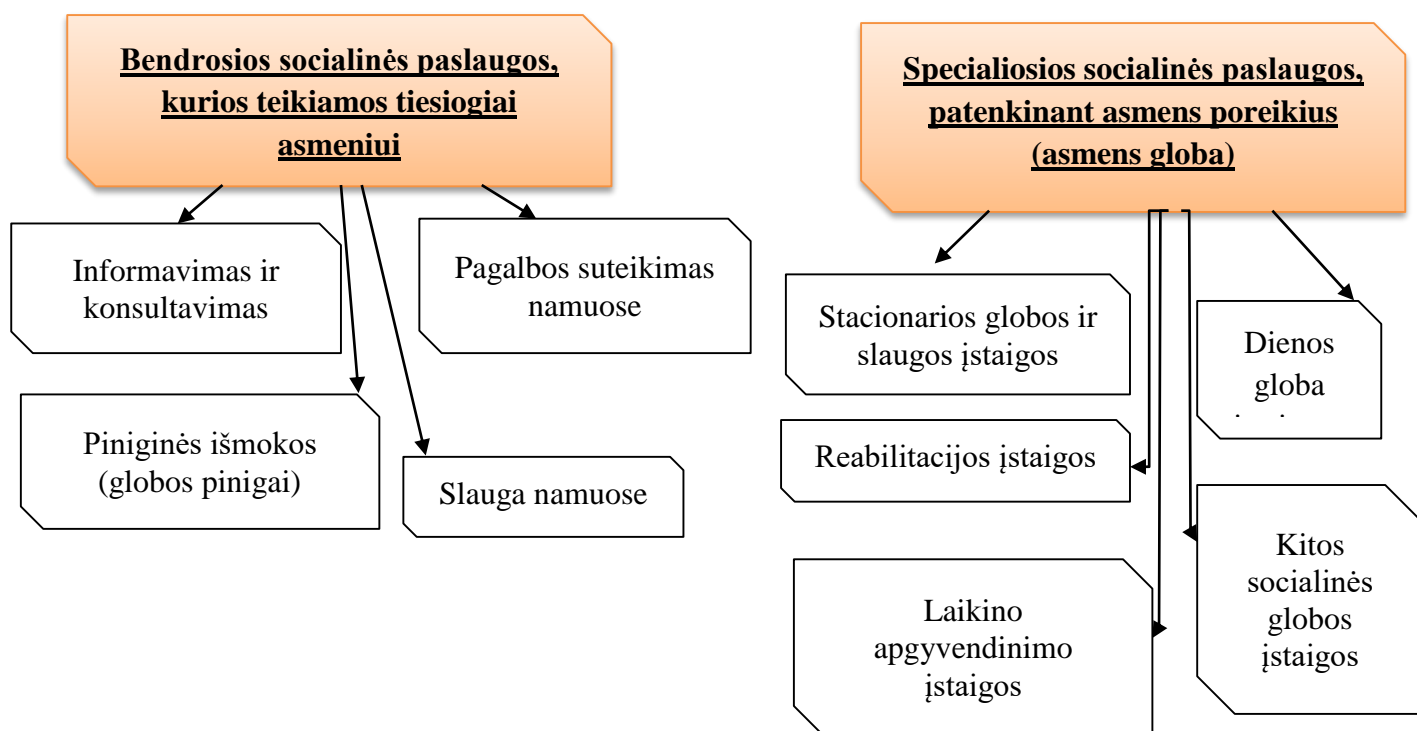 Bendrosios socialinės paslaugos,
kurios teikiamos tiesiogiai
asmeniui
Informavimas ir
konsultavimas
Pagalbos suteikimas
namuose
Piniginės išmokos
(globos pinigai)
Slauga namuose
Specialiosios socialinės paslaugos,
patenkinant asmens poreikius
(asmens globa)
Stacionarios globos ir
slaugos įstaigos
Dienos
globa
Reabilitacijos įstaigos
Kitos
socialinės
globos
įstaigos
Laikino
apgyvendinimo
įstaigos